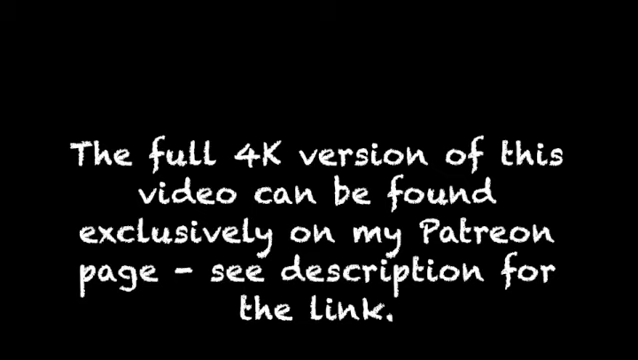 The full 4K version of this
video can be found
exclusively on my Patreon
page - see description for
the link.